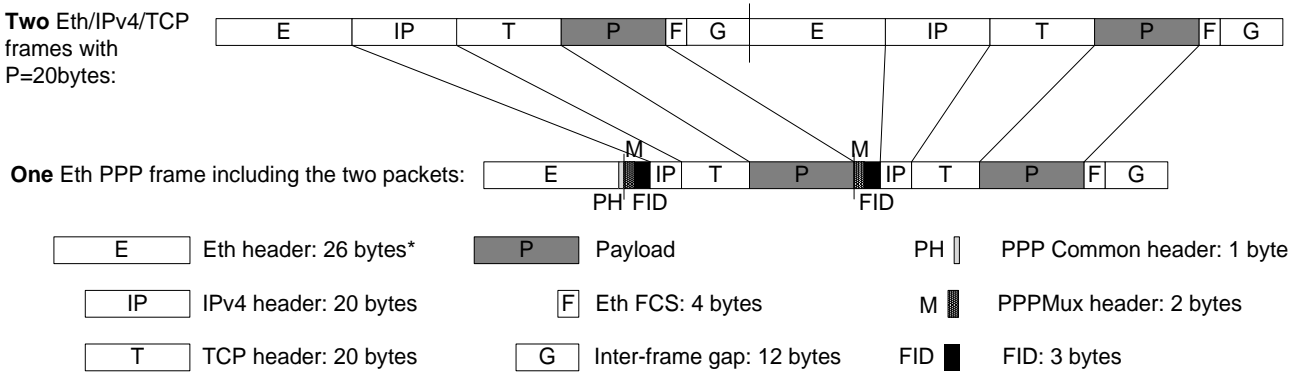 Two Eth/IPv4/TCP
frames with
P=20bytes:
E IP T P F G E IP T P F G
M M
One Eth PPP frame including the two packets: E IP T P IP T P F G
PH FID FID
E Eth header: 26 bytes* P Payload PH PPP Common header: 1 byte
IP IPv4 header: 20 bytes F Eth FCS: 4 bytes M PPPMux header: 2 bytes
T TCP header: 20 bytes G Inter-frame gap: 12 bytes FID FID: 3 bytes